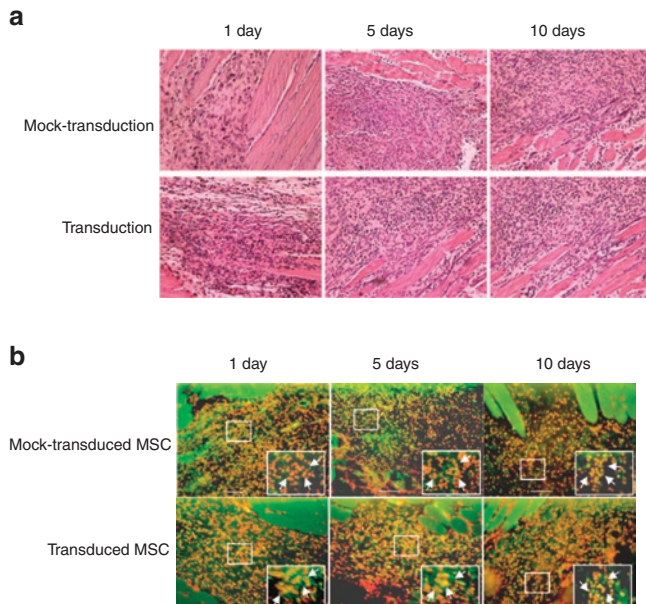 a
1 day 5 days 10 days
Mock-transduction
Transduction
b
1 day 5 days 10 days
Mock-transduced MSC
Transduced MSC